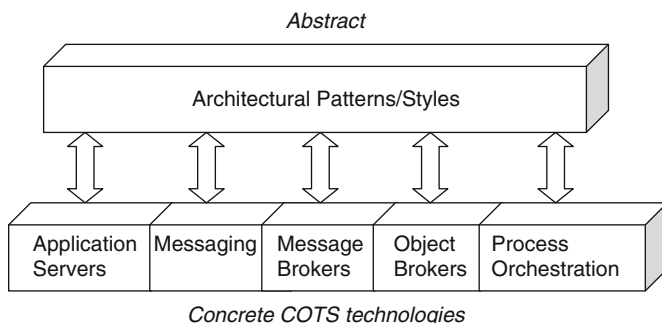 Abstract
Architectural Patterns/Styles
Application
Servers
Messaging
Message
Brokers
Object
Brokers
Process
Orchestration
Concrete COTS technologies